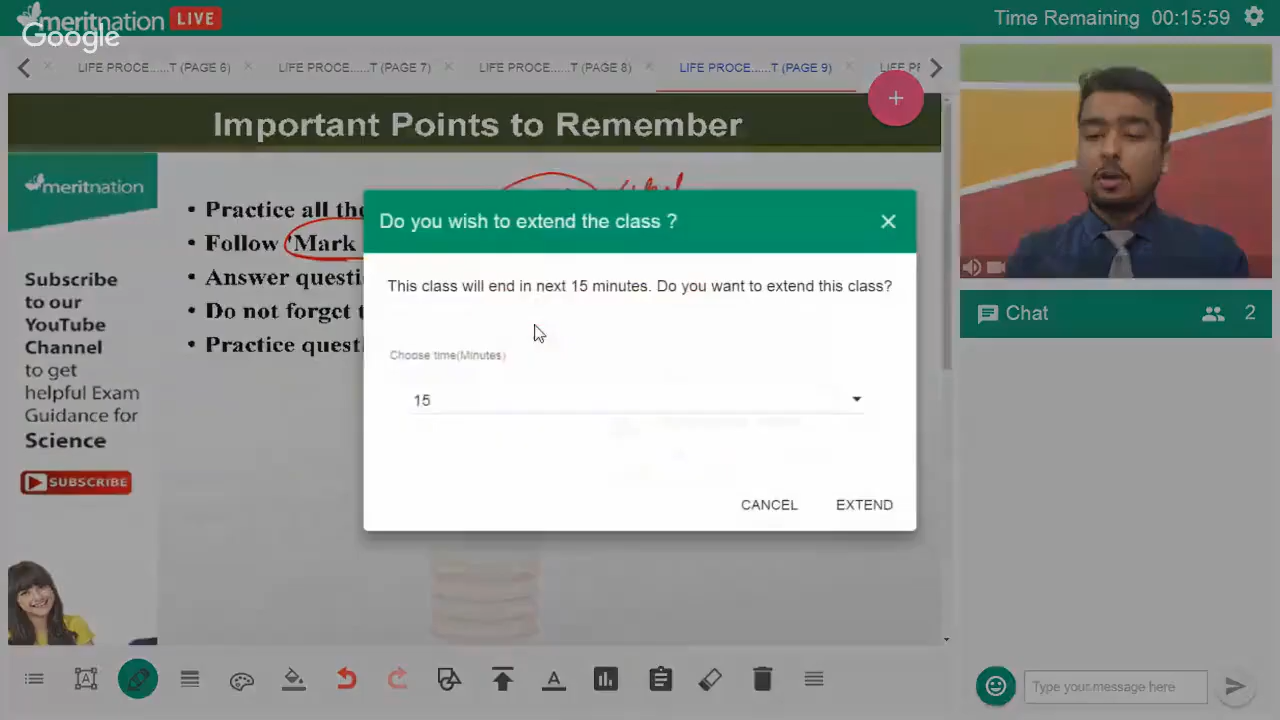 meritnation LIVE
Google
Time Remaining 00:15:59
LIFE PROCE......T (PAGE 6)
LIFE PROCE......T (PAGE 7)
LIFE PROCE......T (PAGE 8)
LIFE PROCE......T (PAGE 9)
Important Points to Remember
meritnation
• Practice all
• Follow 'Mark
• Answer
• Do not forget
• Practice
Subscribe
to our
YouTube
Channel
to get
helpful Exam
Guidance for
Science
SUBSCRIBE
Do you wish to extend the class ?
This class will end in next 15 minutes. Do you want to extend this class?
Choose time(Minutes)
15
CANCEL EXTEND
Chat 2
Type your message here